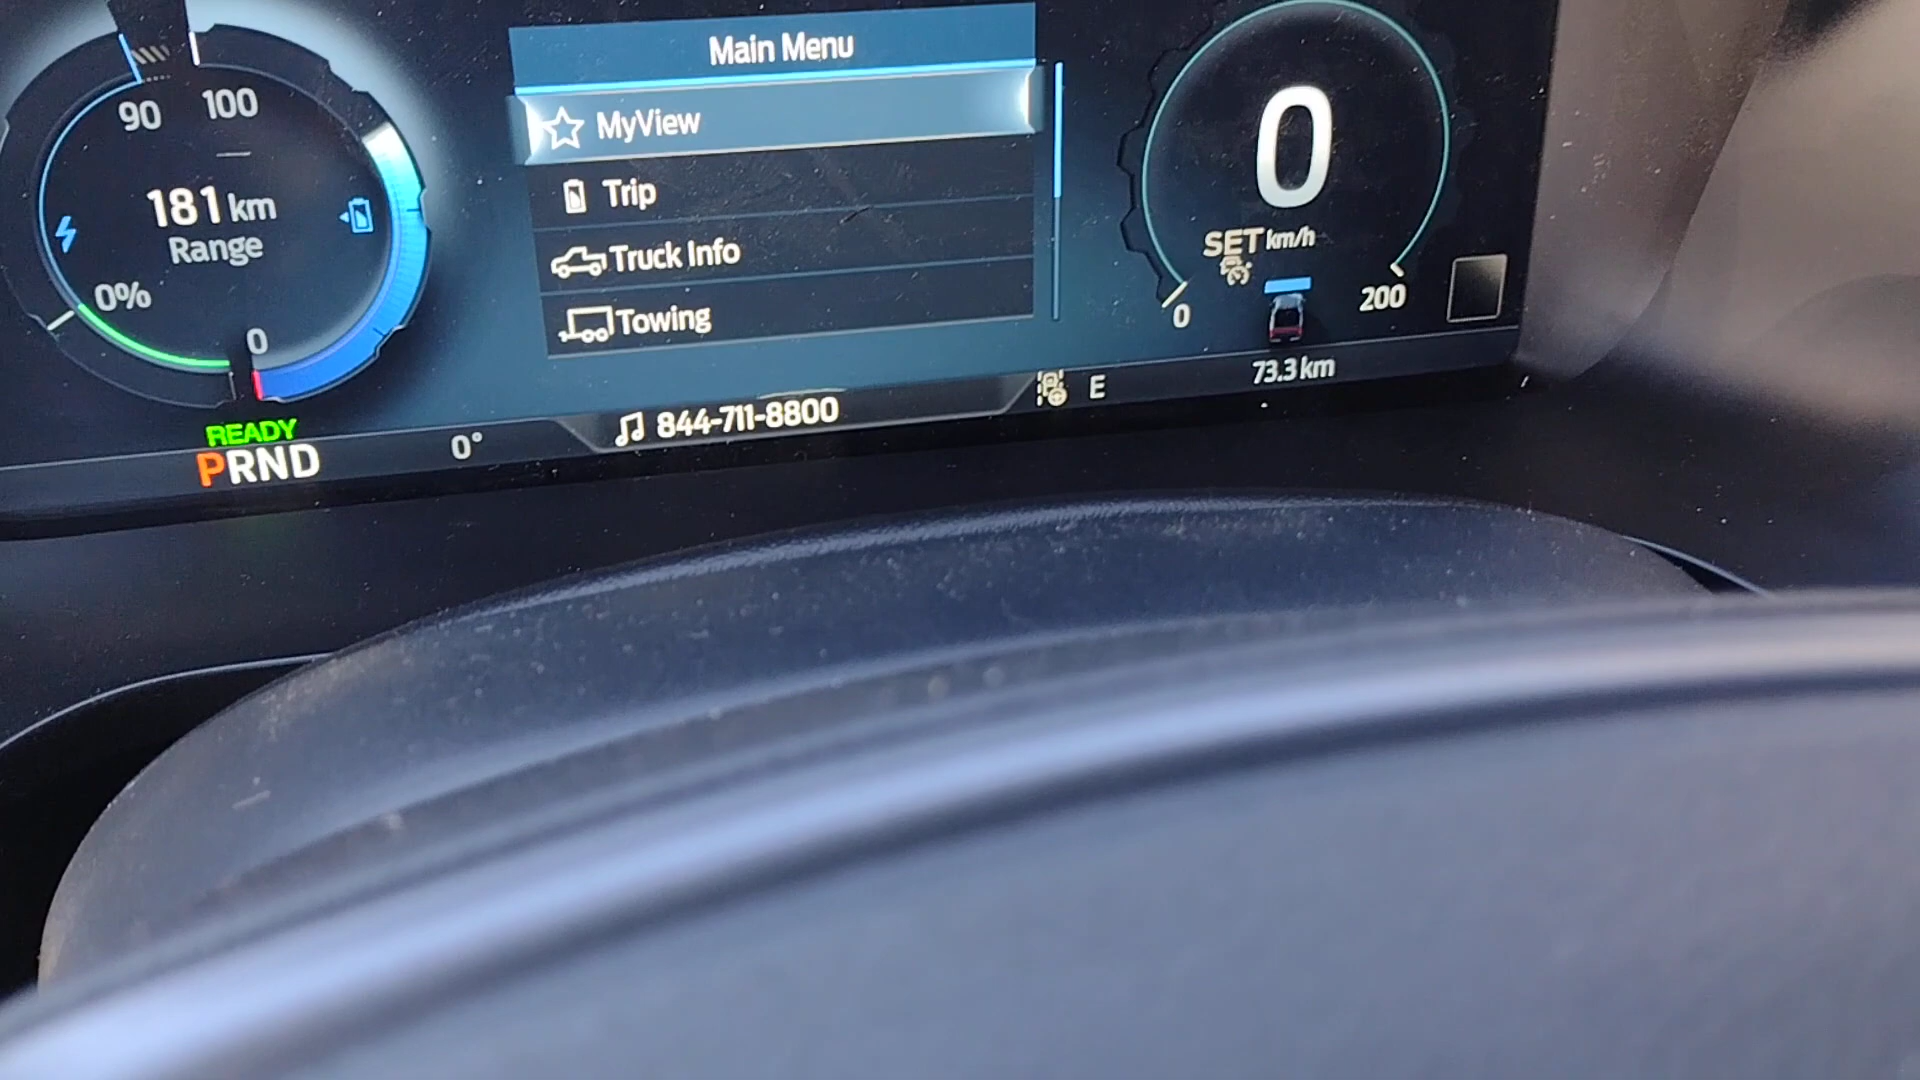 Main Menu
MyView
Trip
Truck Info
Towing
90
100
181 km
Range
0%
0
READY
PRND
0°
844-711-8800
E
0
SET km/h
0
200
73.3 km